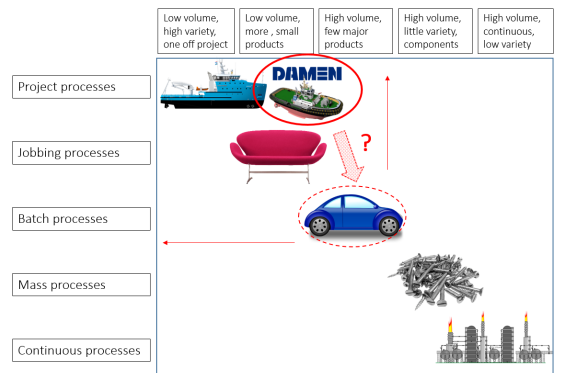 Low volume,
high variety,
one off project
Low volume,
more , small
products
High volume,
few major
products
High volume,
little variety,
components
High volume,
continuous,
low variety
Project processes
DAMEN
Jobbing processes
?
Batch processes
Mass processes
Continuous processes